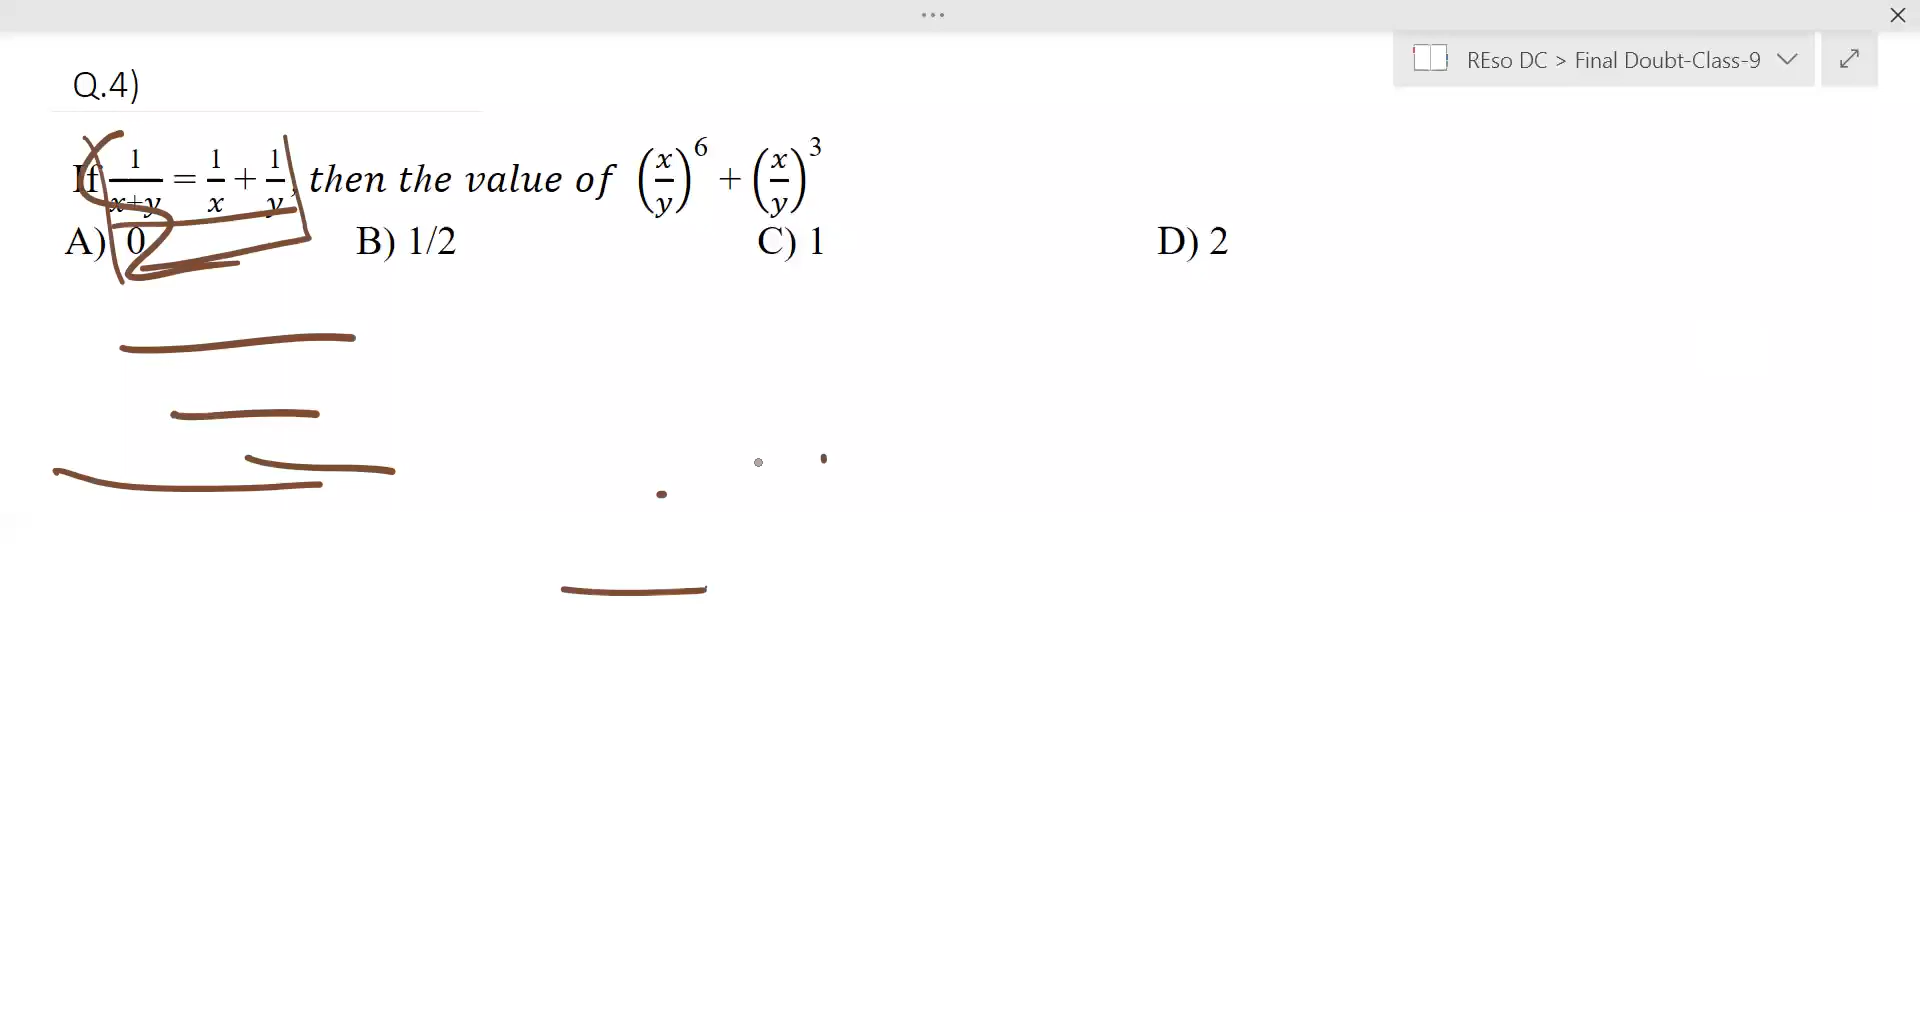 REso DC > Final Doubt-Class-9
Q.4)
If 1/(x+y) = 1/x + 1/y, then the value of (x/y)^6 + (x/y)^3
A) 0 B) 1/2 C) 1 D) 2